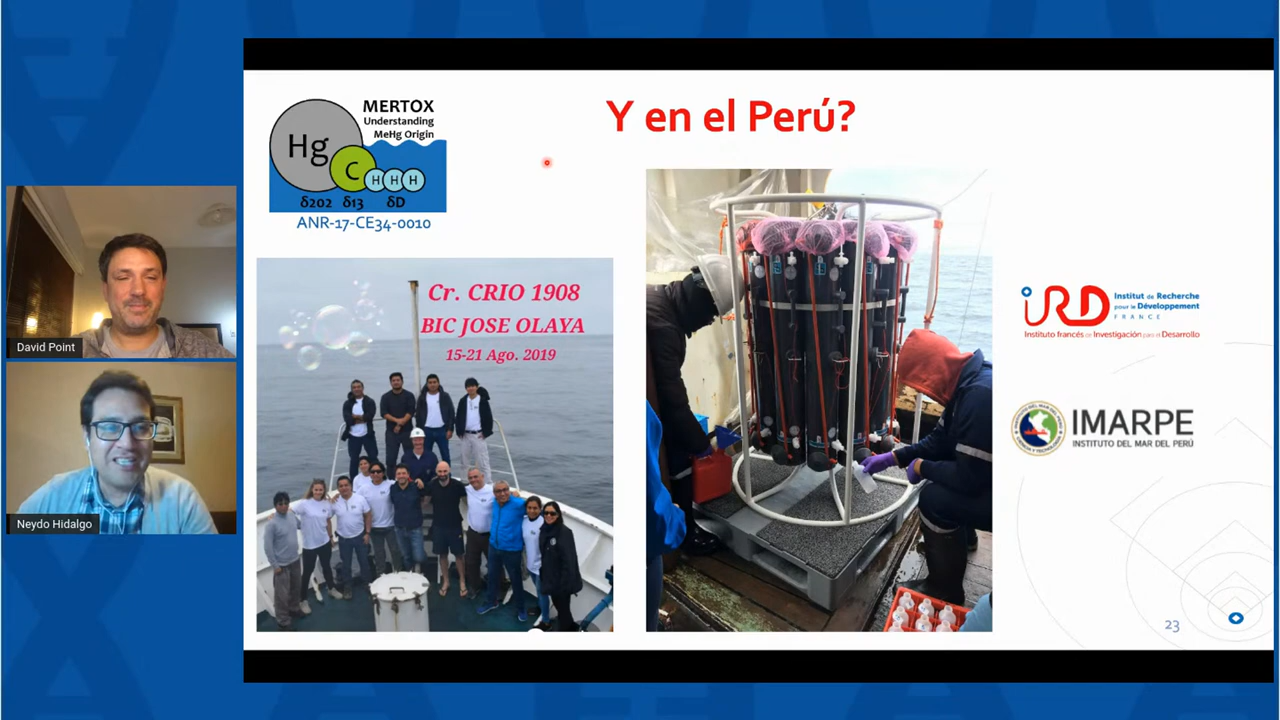 MERTOX
Understanding
MeHg Origin
Hg
C
H H H
δ202 δ13 δD
ANR-17-CE34-0010
Y en el Perú?
Cr. CRIO 1908
BIC JOSE OLAYA
15-21 Ago. 2019
iRD
Institut de Recherche
pour le Développement
FRANCE
Instituto francés en Investigación para el Desarrollo
IMARPE
INSTITUTO DEL MAR DEL PERÚ
23
David Point
Neydo Hidalgo